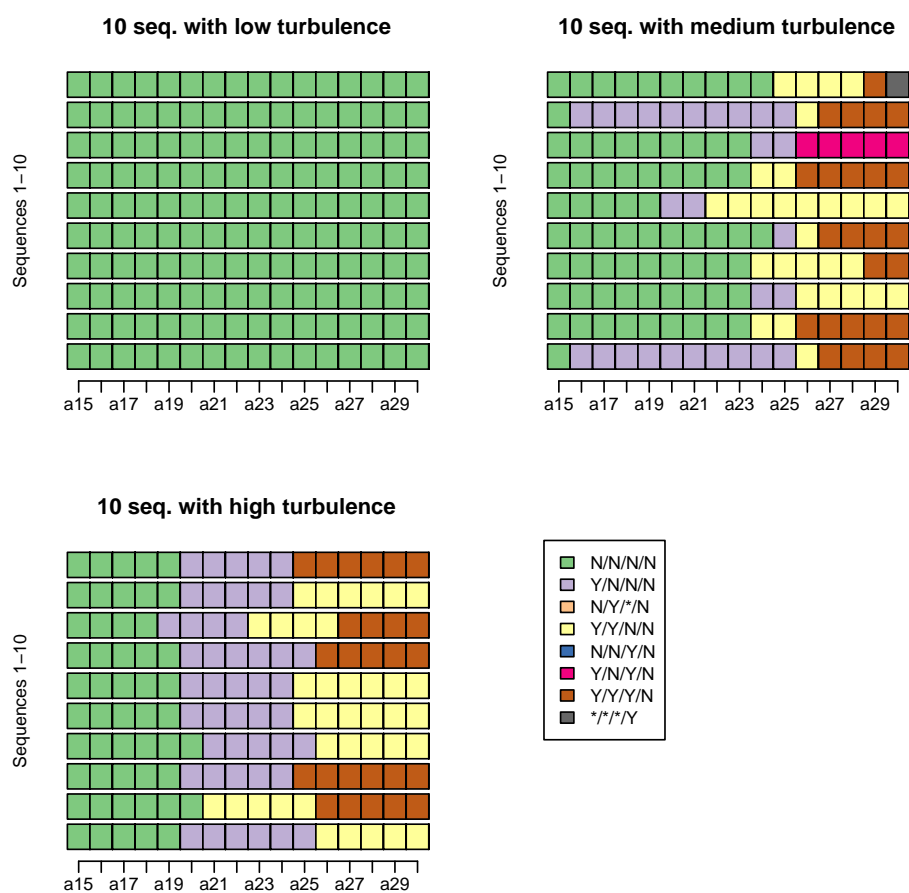 10 seq. with low turbulence
Sequences 1–10
a15 a17 a19 a21 a23 a25 a27 a29
10 seq. with medium turbulence
Sequences 1–10
a15 a17 a19 a21 a23 a25 a27 a29
10 seq. with high turbulence
Sequences 1–10
a15 a17 a19 a21 a23 a25 a27 a29
N/N/N/N
Y/N/N/N
N/Y/*/N
Y/Y/N/N
N/N/Y/N
Y/N/Y/N
Y/Y/Y/N
*/*/*/Y